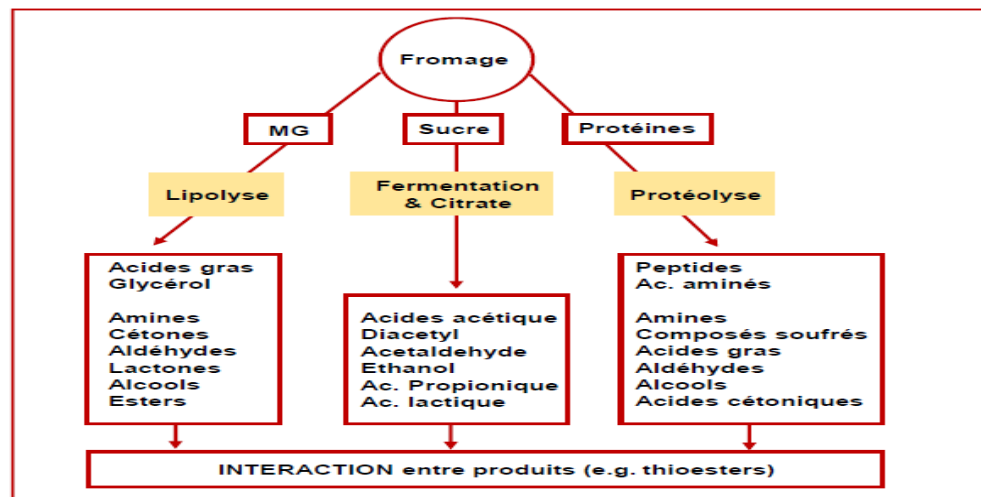 Fromage
MG
Sucre
Protéines
Lipolyse
Fermentation
& Citrate
Protéolyse
Acides gras
Glycérol
Amines
Cétones
Aldéhydes
Lactones
Alcools
Esters
Acides acétique
Diacetyl
Acetaldehyde
Ethanol
Ac. Propionique
Ac. lactique
Peptides
Ac. aminés
Amines
Composés soufrés
Acides gras
Aldéhydes
Alcools
Acides cétoniques
INTERACTION entre produits (e.g. thioesters)